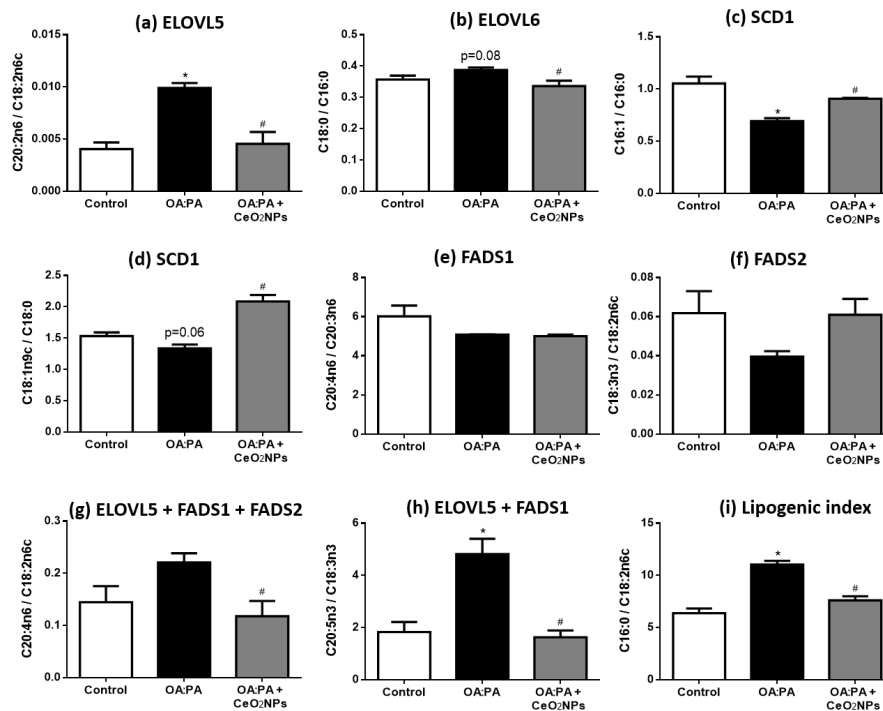 (a) ELOVL5
C20:2n6 / C18:2n6c
0.015
0.010
0.005
0.000
*
#
Control
OA:PA
OA:PA +
CeO2NPs
(b) ELOVL6
C18:0 / C16:0
0.5
0.4
0.3
0.2
0.1
0.0
p=0.08
#
Control
OA:PA
OA:PA +
CeO2NPs
(c) SCD1
C16:1 / C16:0
1.5
1.0
0.5
0.0
*
#
Control
OA:PA
OA:PA +
CeO2NPs
(d) SCD1
C18:1n9c / C18:0
2.5
2.0
1.5
1.0
0.5
0.0
p=0.06
#
Control
OA:PA
OA:PA +
CeO2NPs
(e) FADS1
C20:4n6 / C20:3n6
6
4
2
0
Control
OA:PA
OA:PA +
CeO2NPs
(f) FADS2
C18:3n3 / C18:2n6c
0.08
0.06
0.04
0.02
0.00
Control
OA:PA
OA:PA +
CeO2NPs
(g) ELOVL5 + FADS1 + FADS2
C20:4n6 / C18:2n6c
0.3
0.2
0.1
0.0
#
Control
OA:PA
OA:PA +
CeO2NPs
(h) ELOVL5 + FADS1
C20:5n3 / C18:3n3
6
4
2
0
*
#
Control
OA:PA
OA:PA +
CeO2NPs
(i) Lipogenic index
C16:0 / C18:2n6c
15
10
5
0
*
#
Control
OA:PA
OA:PA +
CeO2NPs